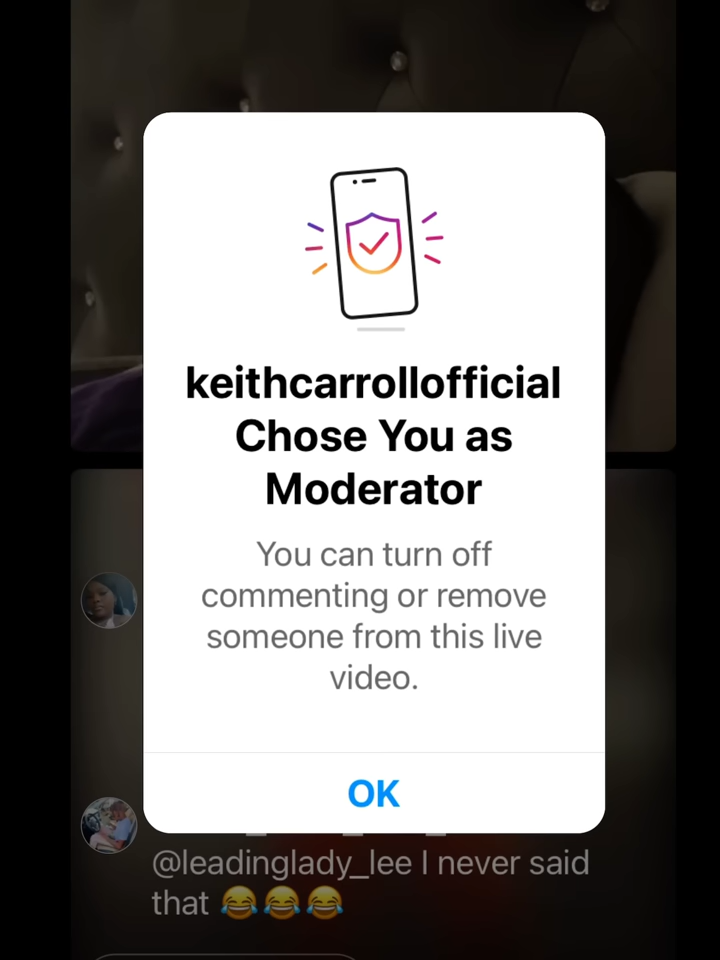 keithcarrollofficial
Chose You as
Moderator
You can turn off
commenting or remove
someone from this live
video.
OK
@leadinglady_lee I never said
that 😂😂😂